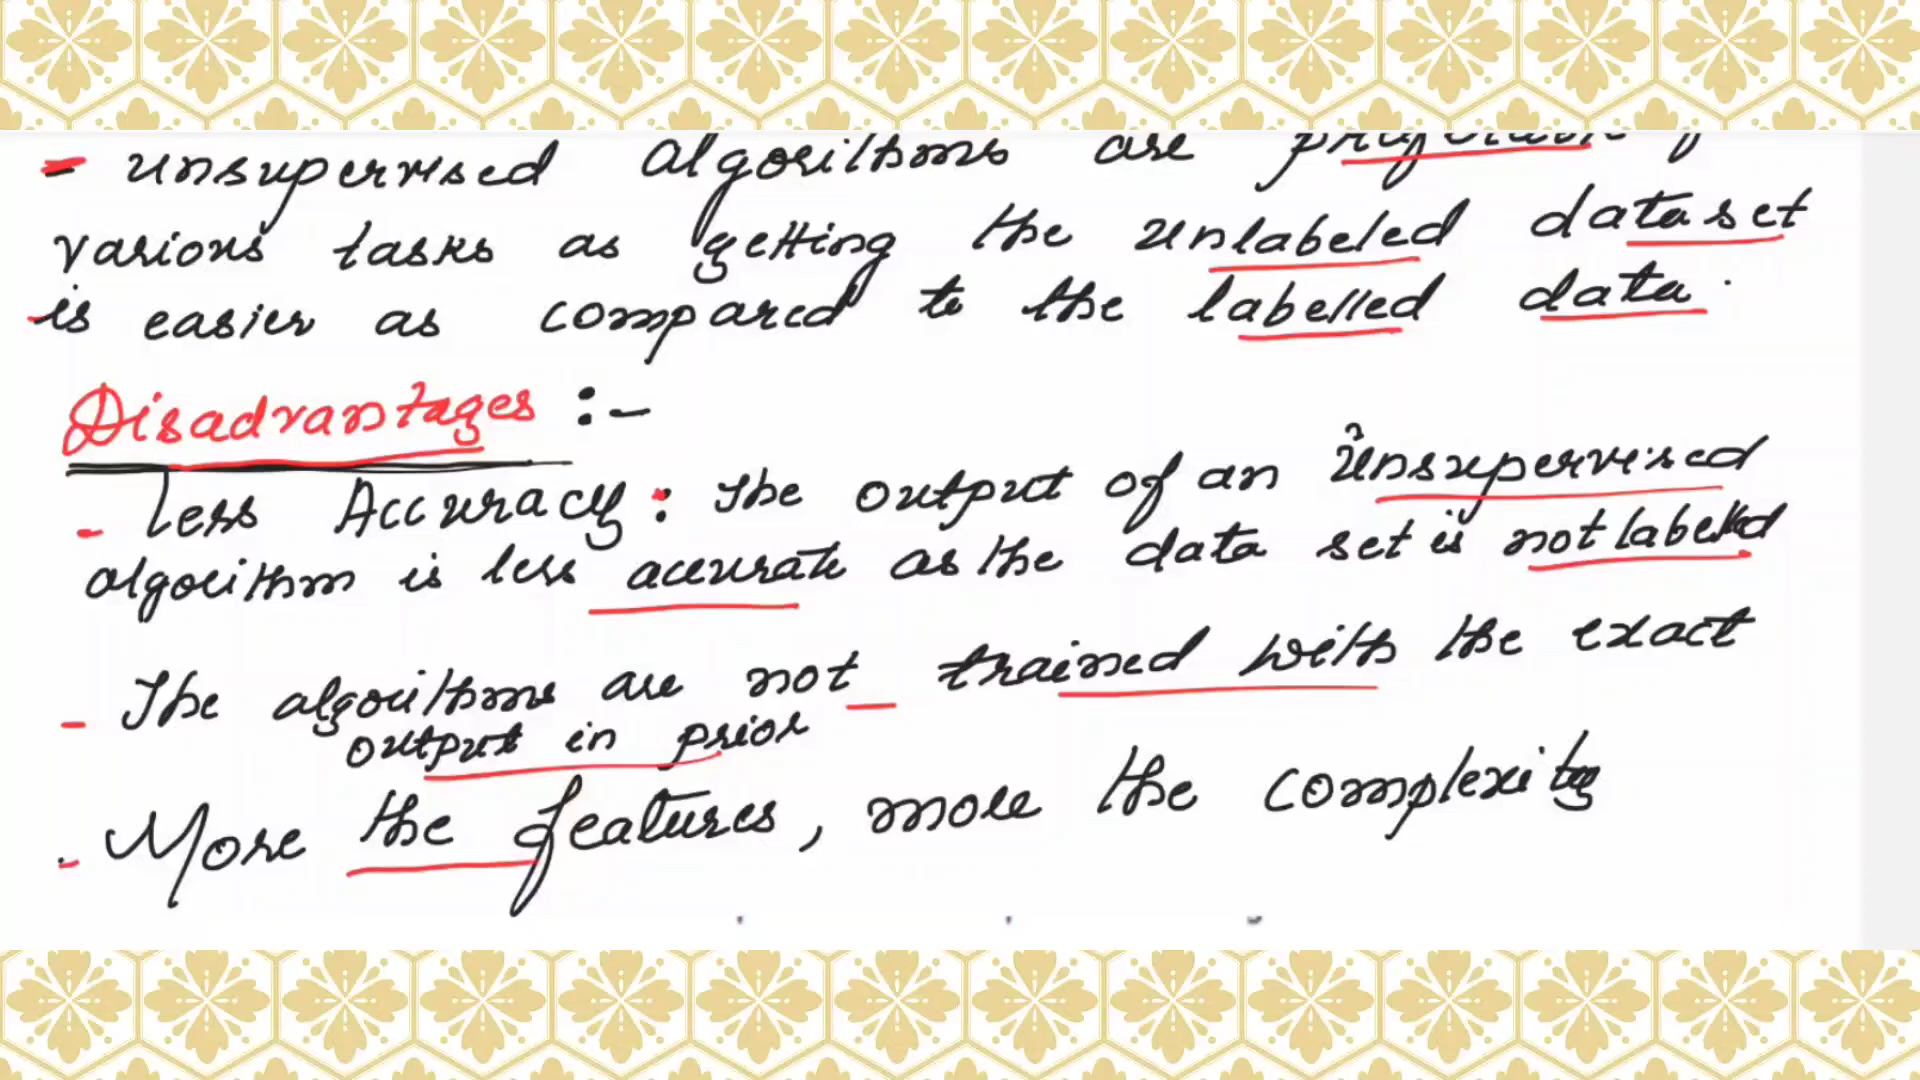 - unsupervised algorithms are
various tasks as getting the unlabeled dataset
is easier as compared to the labelled data.
Disadvantages :-
- Less Accuracy: The output of an unsupervised
algorithm is less accurate as the data set is not labelled
- The algorithms are not trained with the exact
output in prior
- More the features, more the complexity